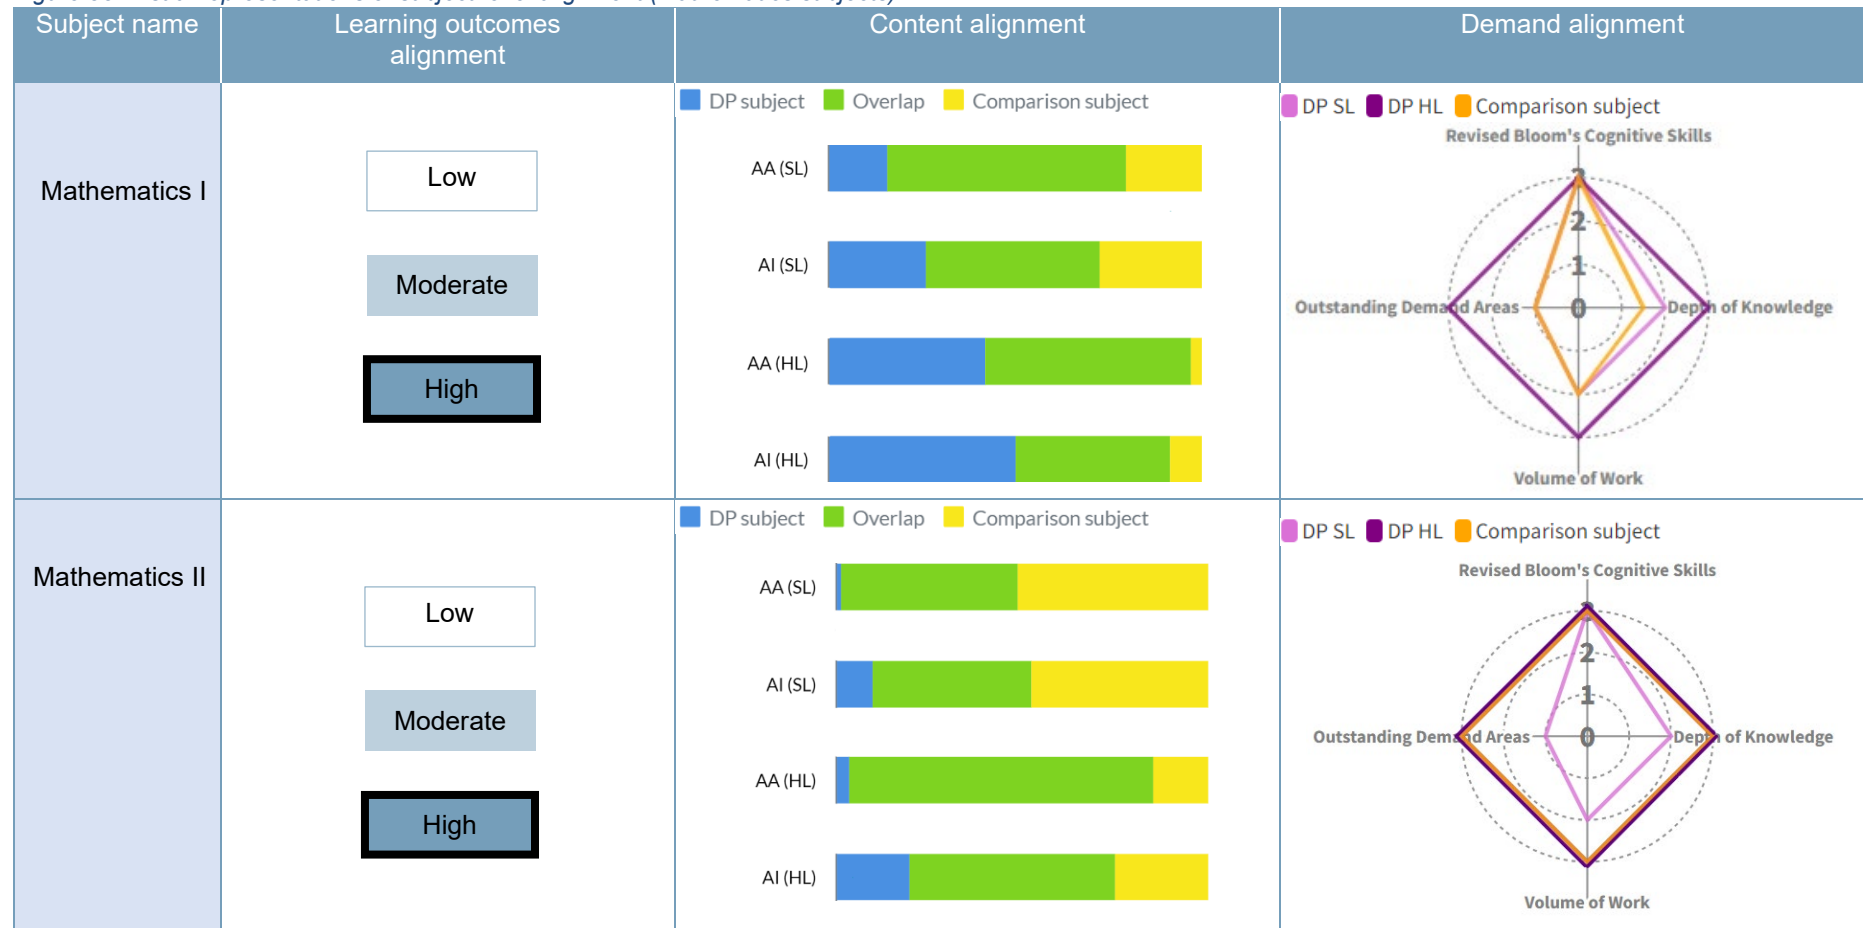 Subject name
Learning outcomes
alignment
Content alignment
Demand alignment
Mathematics I
Low
Moderate
High
DP subject Overlap Comparison subject
AA (SL)
AI (SL)
AA (HL)
AI (HL)
DP SL DP HL Comparison subject
Revised Bloom's Cognitive Skills
3
2
1
Outstanding Demand Areas 0 Depth of Knowledge
Volume of Work
Mathematics II
Low
Moderate
High
DP subject Overlap Comparison subject
AA (SL)
AI (SL)
AA (HL)
AI (HL)
DP SL DP HL Comparison subject
Revised Bloom's Cognitive Skills
3
2
1
Outstanding Demand Areas 0 Depth of Knowledge
Volume of Work